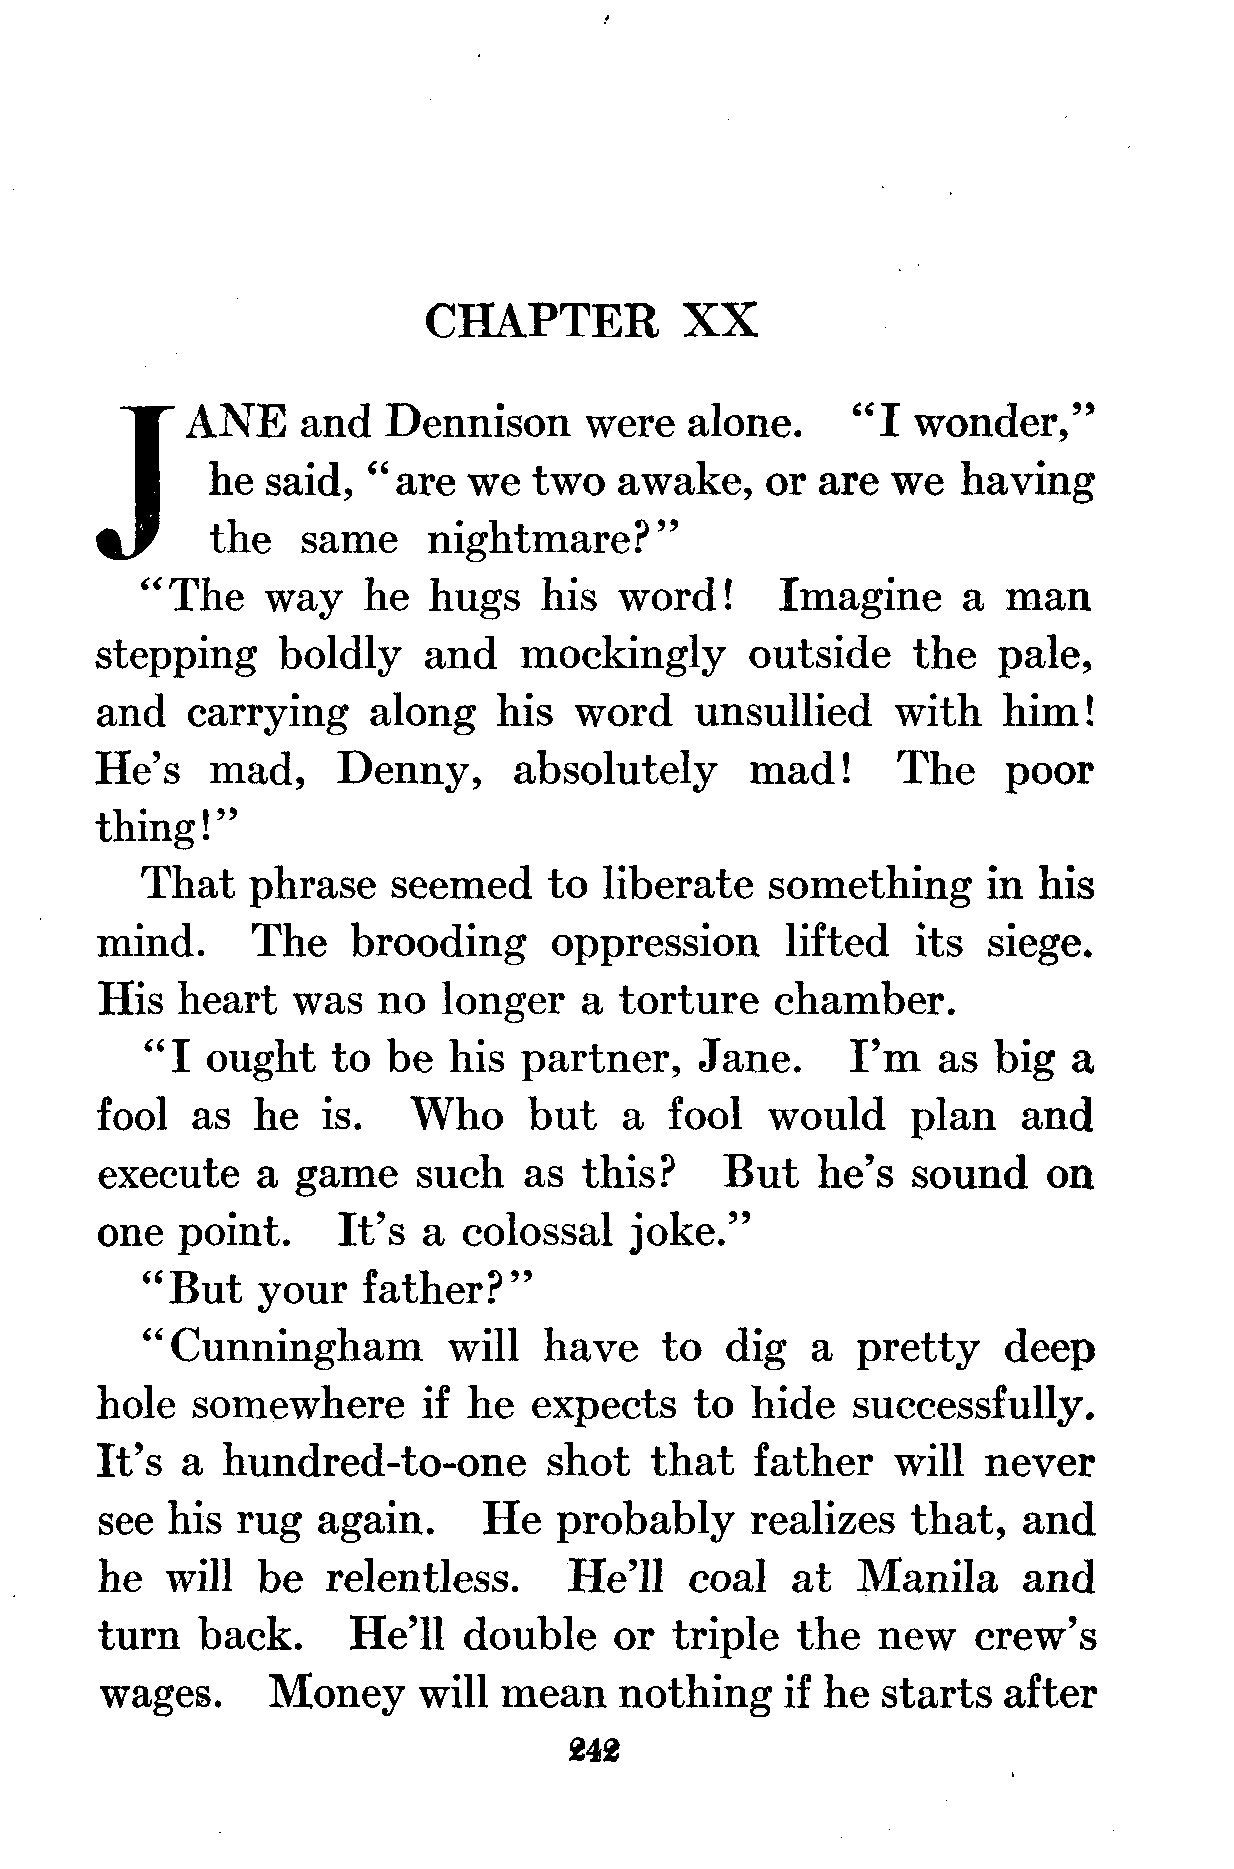 CHAPTER XX
JANE and Dennison were alone. “I wonder,”
he said, “are we two awake, or are we having
the same nightmare?”
“The way he hugs his word! Imagine a man
stepping boldly and mockingly outside the pale,
and carrying along his word unsullied with him!
He’s mad, Denny, absolutely mad! The poor
thing!”
That phrase seemed to liberate something in his
mind. The brooding oppression lifted its siege.
His heart was no longer a torture chamber.
“I ought to be his partner, Jane. I’m as big a
fool as he is. Who but a fool would plan and
execute a game such as this? But he’s sound on
one point. It’s a colossal joke.”
“But your father?”
“Cunningham will have to dig a pretty deep
hole somewhere if he expects to hide successfully.
It’s a hundred-to-one shot that father will never
see his rug again. He probably realizes that, and
he will be relentless. He’ll coal at Manila and
turn back. He’ll double or triple the new crew’s
wages. Money will mean nothing if he starts after
242